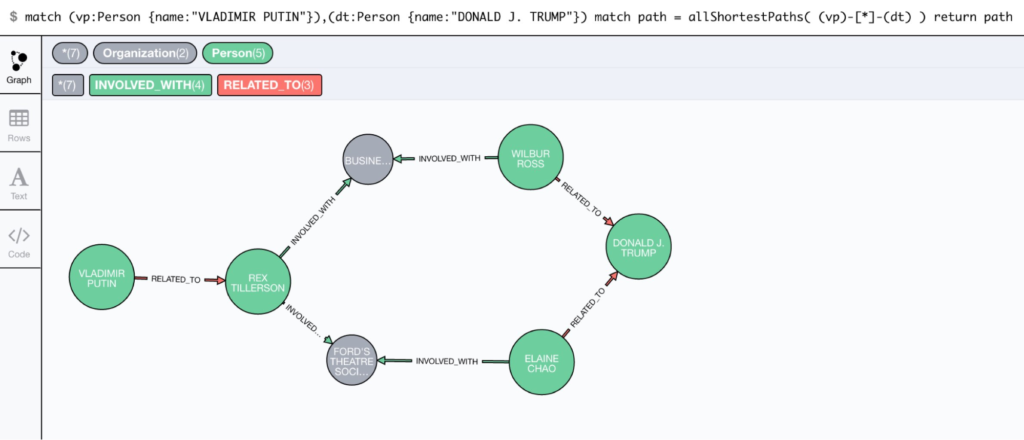 $ match (vp:Person {name:"VLADIMIR PUTIN"}),(dt:Person {name:"DONALD J. TRUMP"}) match path = allShortestPaths( (vp)-[*]-(dt) ) return path
*(7) Organization(2) Person(5)
*(7) INVOLVED_WITH(4) RELATED_TO(3)
Graph
Rows
A
Text
</>
Code
BUSINE...
INVOLVED_WITH
WILBUR
ROSS
RELATED_TO
INVOLVED_WITH
DONALD J.
TRUMP
VLADIMIR
PUTIN
RELATED_TO
REX
TILLERSON
RELATED_TO
INVOLVED...
FORD'S
THEATRE
SOCI...
INVOLVED_WITH
ELAINE
CHAO